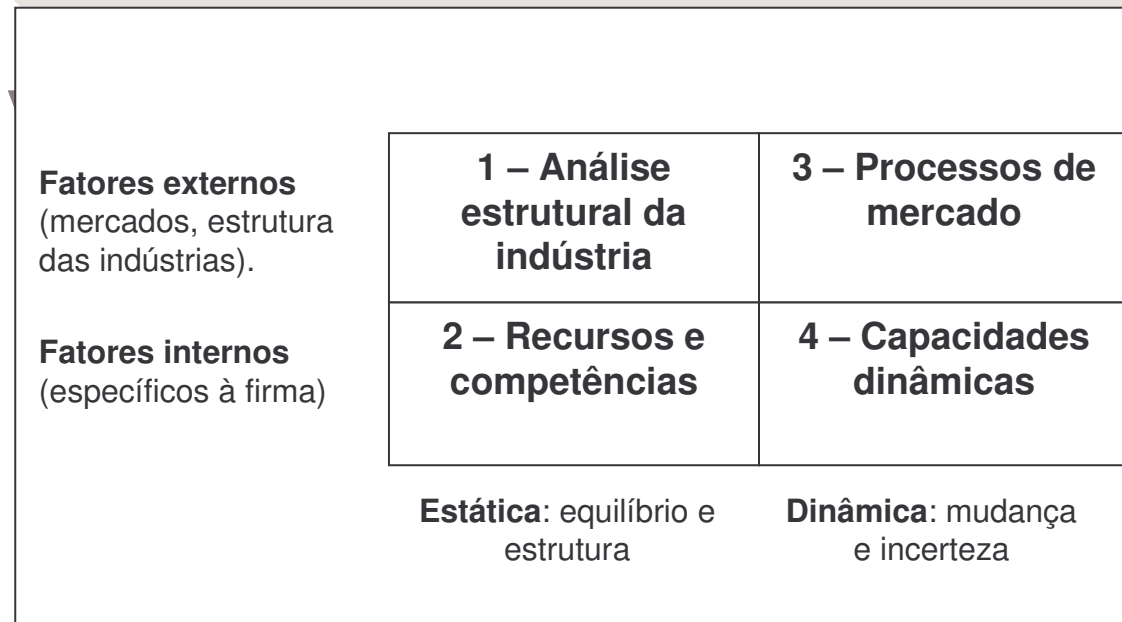 Fatores externos
(mercados, estrutura
das indústrias).
1 – Análise
estrutural da
indústria
3 – Processos de
mercado
Fatores internos
(específicos à firma)
2 – Recursos e
competências
4 – Capacidades
dinâmicas
Estática: equilíbrio e
estrutura
Dinâmica: mudança
e incerteza